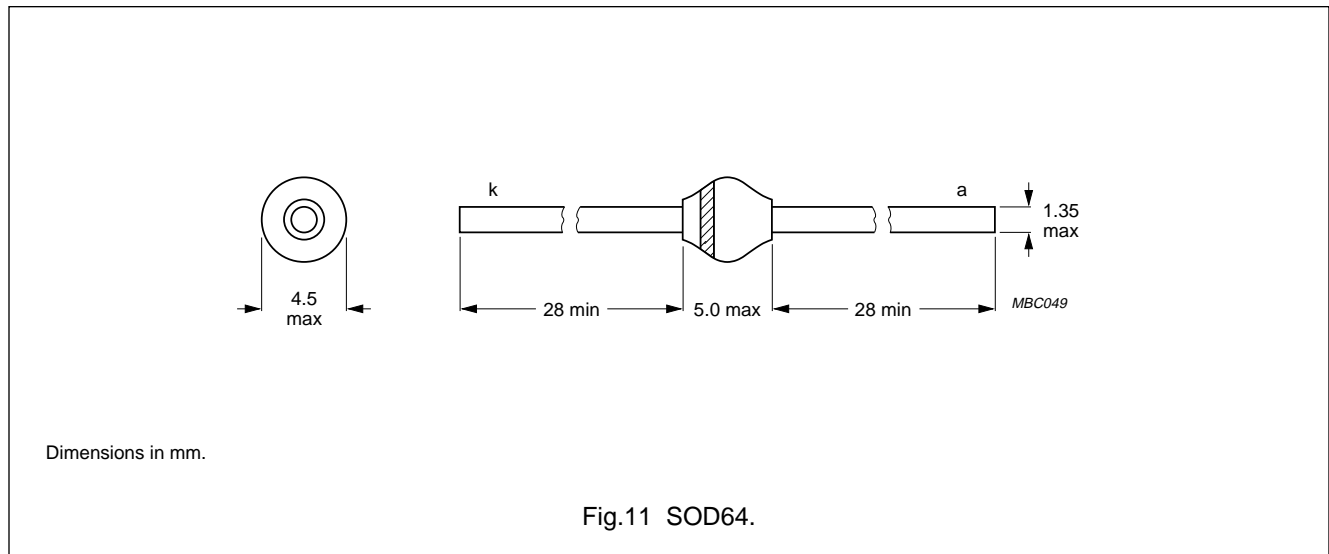 k
a
1.35
max
4.5
max
28 min
5.0 max
28 min
MBC049
Dimensions in mm.
Fig.11 SOD64.